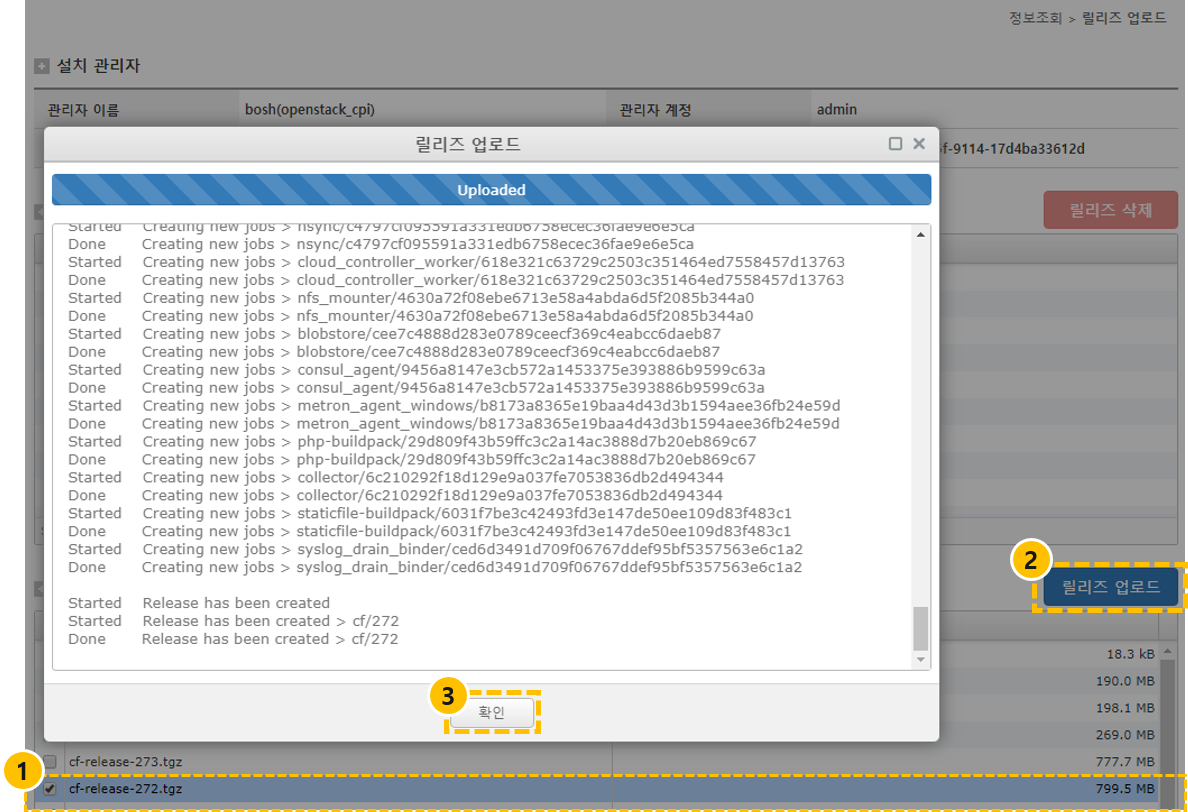 정보조회 > 릴리즈 업로드
설치 관리자
관리자 이름 bosh(openstack_cpi) 관리자 계정 admin
f-9114-17d4ba33612d
릴리즈 삭제
릴리즈 업로드
Uploaded
Started Creating new jobs > nsync/c4797cf095591a331edb6758ecec36fae9e6e5ca
Done Creating new jobs > nsync/c4797cf095591a331edb6758ecec36fae9e6e5ca
Started Creating new jobs > cloud_controller_worker/618e321c63729c2503c351464ed7558457d13763
Done Creating new jobs > cloud_controller_worker/618e321c63729c2503c351464ed7558457d13763
Started Creating new jobs > nfs_mounter/4630a72f08ebe6713e58a4abda6d5f2085b344a0
Done Creating new jobs > nfs_mounter/4630a72f08ebe6713e58a4abda6d5f2085b344a0
Started Creating new jobs > blobstore/cee7c4888d283e0789ceecf369c4eabcc6daeb87
Done Creating new jobs > blobstore/cee7c4888d283e0789ceecf369c4eabcc6daeb87
Started Creating new jobs > consul_agent/9456a8147e3cb572a1453375e393886b9599c63a
Done Creating new jobs > consul_agent/9456a8147e3cb572a1453375e393886b9599c63a
Started Creating new jobs > metron_agent_windows/b8173a8365e19baa4d43d3b1594aee36fb24e59d
Done Creating new jobs > metron_agent_windows/b8173a8365e19baa4d43d3b1594aee36fb24e59d
Started Creating new jobs > php-buildpack/29d809f43b59ffc3c2a14ac3888d7b20eb869c67
Done Creating new jobs > php-buildpack/29d809f43b59ffc3c2a14ac3888d7b20eb869c67
Started Creating new jobs > collector/6c210292f18d129e9a037fe7053836db2d494344
Done Creating new jobs > collector/6c210292f18d129e9a037fe7053836db2d494344
Started Creating new jobs > staticfile-buildpack/6031f7be3c42493fd3e147de50ee109d83f483c1
Done Creating new jobs > staticfile-buildpack/6031f7be3c42493fd3e147de50ee109d83f483c1
Started Creating new jobs > syslog_drain_binder/ced6d3491d709f06767ddef95bf5357563e6c1a2
Done Creating new jobs > syslog_drain_binder/ced6d3491d709f06767ddef95bf5357563e6c1a2
Started Release has been created
Started Release has been created > cf/272
Done Release has been created > cf/272
2
릴리즈 업로드
18.3 kB
190.0 MB
198.1 MB
269.0 MB
3
확인
cf-release-273.tgz 777.7 MB
1
cf-release-272.tgz 799.5 MB